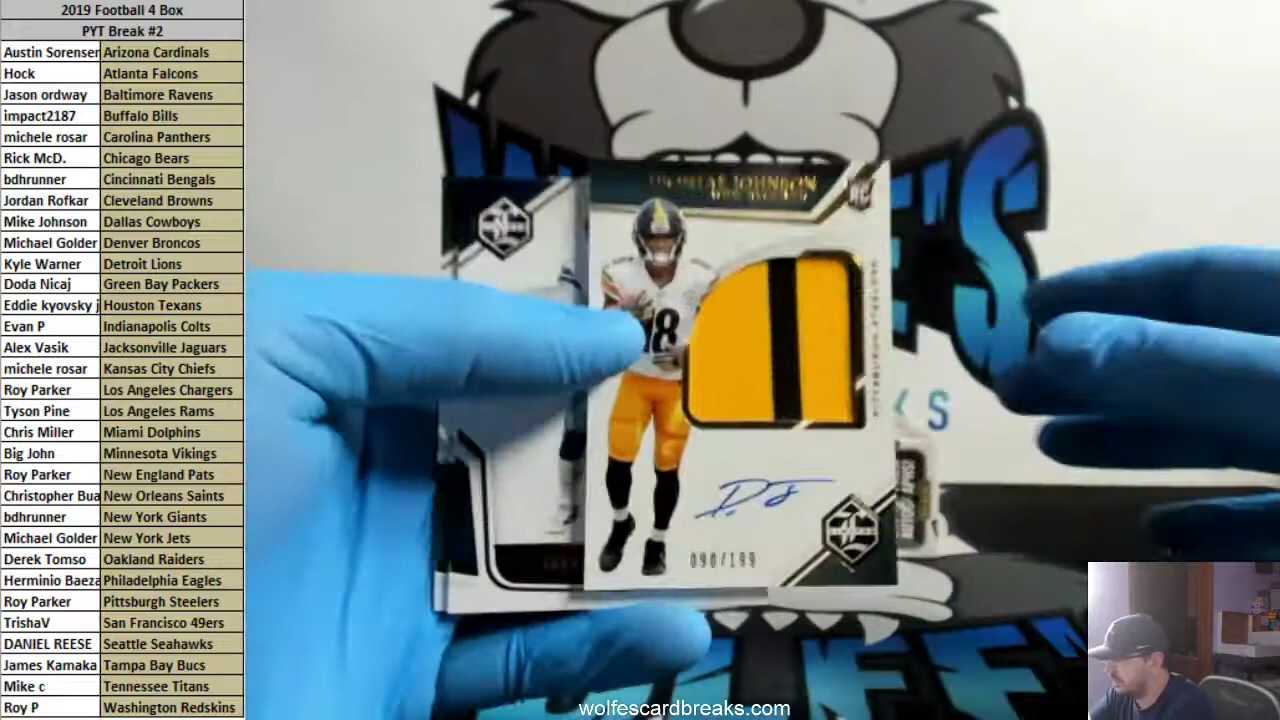 2019 Football 4 Box
PYT Break #2
Austin Sorensen Arizona Cardinals
Hock Atlanta Falcons
Jason ordway Baltimore Ravens
impact2187 Buffalo Bills
michele rosar Carolina Panthers
Rick McD. Chicago Bears
bdhrunner Cincinnati Bengals
Jordan Rofkar Cleveland Browns
Mike Johnson Dallas Cowboys
Michael Golder Denver Broncos
Kyle Warner Detroit Lions
Doda Nicaj Green Bay Packers
Eddie kyovsky j Houston Texans
Evan P Indianapolis Colts
Alex Vasik Jacksonville Jaguars
michele rosar Kansas City Chiefs
Roy Parker Los Angeles Chargers
Tyson Pine Los Angeles Rams
Chris Miller Miami Dolphins
Big John Minnesota Vikings
Roy Parker New England Pats
Christopher Bua New Orleans Saints
bdhrunner New York Giants
Michael Golder New York Jets
Derek Tomso Oakland Raiders
Herminio Baeza Philadelphia Eagles
Roy Parker Pittsburgh Steelers
TrishaV San Francisco 49ers
DANIEL REESE Seattle Seahawks
James Kamaka Tampa Bay Bucs
Mike c Tennessee Titans
Roy P Washington Redskins
JOHNSON
RC
PITTSBURGH STEELERS
18
090/199
wolfescardbreaks.com